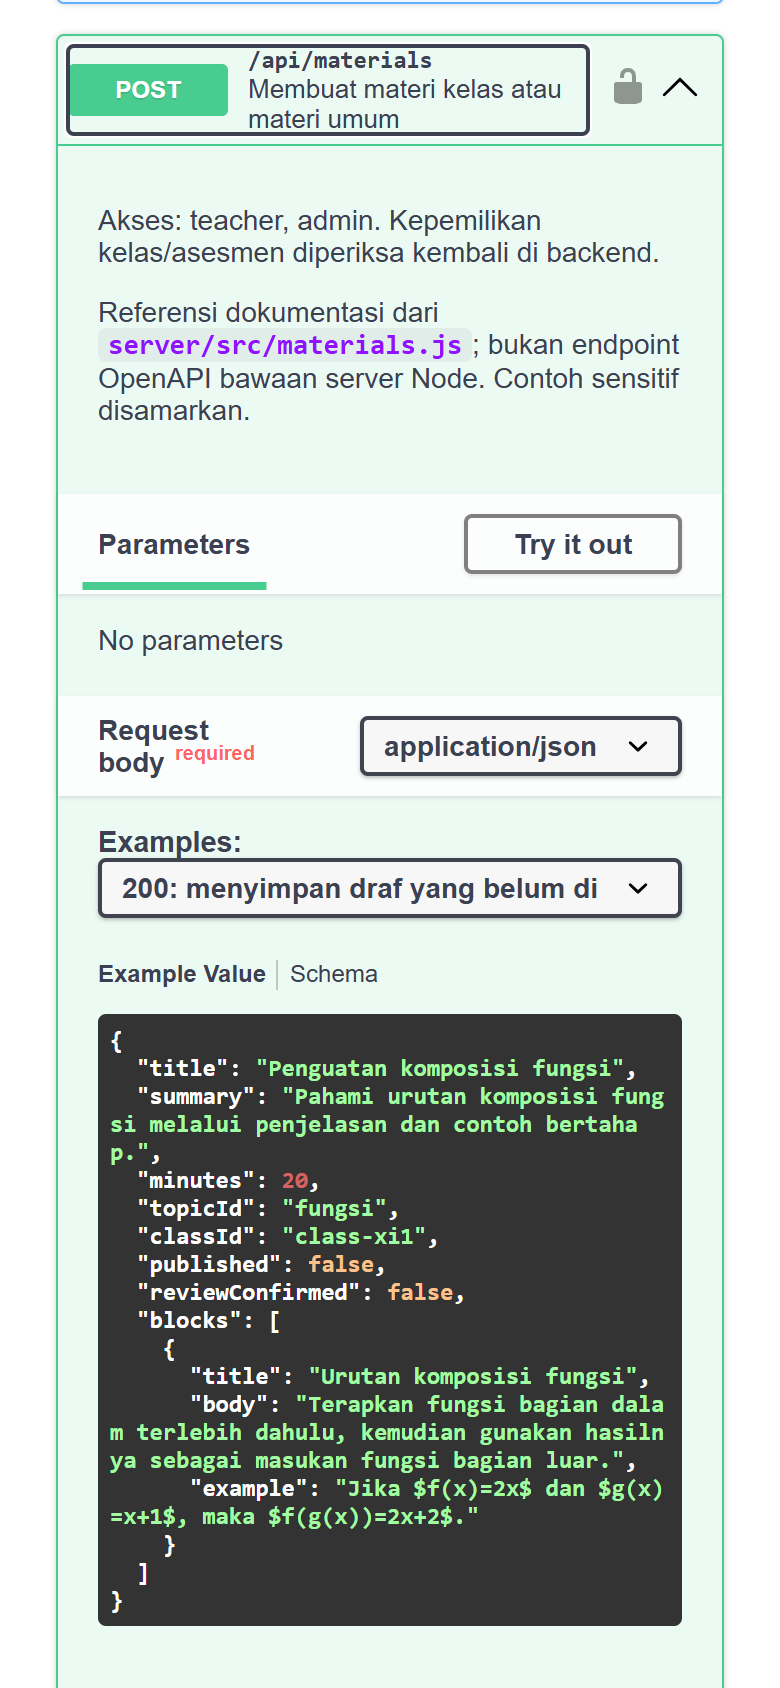 POST
/api/materials
Membuat materi kelas atau
materi umum
Akses: teacher, admin. Kepemilikan
kelas/asesmen diperiksa kembali di backend.
Referensi dokumentasi dari
server/src/materials.js; bukan endpoint
OpenAPI bawaan server Node. Contoh sensitif
disamarkan.
Parameters
Try it out
No parameters
Request
body required
application/json
Examples:
200: menyimpan draf yang belum di
Example Value
Schema
{
  "title": "Penguatan komposisi fungsi",
  "summary": "Pahami urutan komposisi fung
si melalui penjelasan dan contoh bertaha
p.",
  "minutes": 20,
  "topicId": "fungsi",
  "classId": "class-xi1",
  "published": false,
  "reviewConfirmed": false,
  "blocks": [
    {
      "title": "Urutan komposisi fungsi",
      "body": "Terapkan fungsi bagian dala
m terlebih dahulu, kemudian gunakan hasiln
ya sebagai masukan fungsi bagian luar.",
      "example": "Jika $f(x)=2x$ dan $g(x)
=x+1$, maka $f(g(x))=2x+2$."
    }
  ]
}